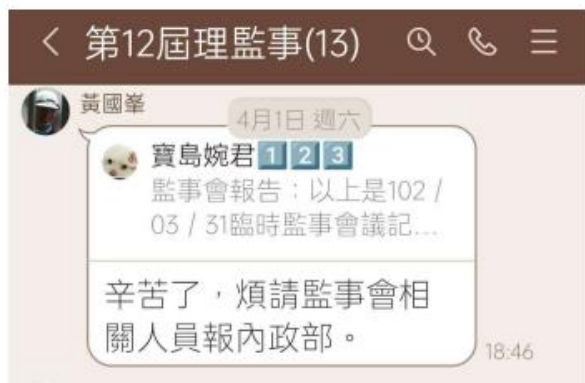 第12屆理監事(13)
黃國峯
4月1日 週六
寶島婉君1️⃣2️⃣3️⃣
監事會報告：以上是102 /
03 / 31臨時監事會議記...
辛苦了，煩請監事會相
關人員報內政部。
18:46